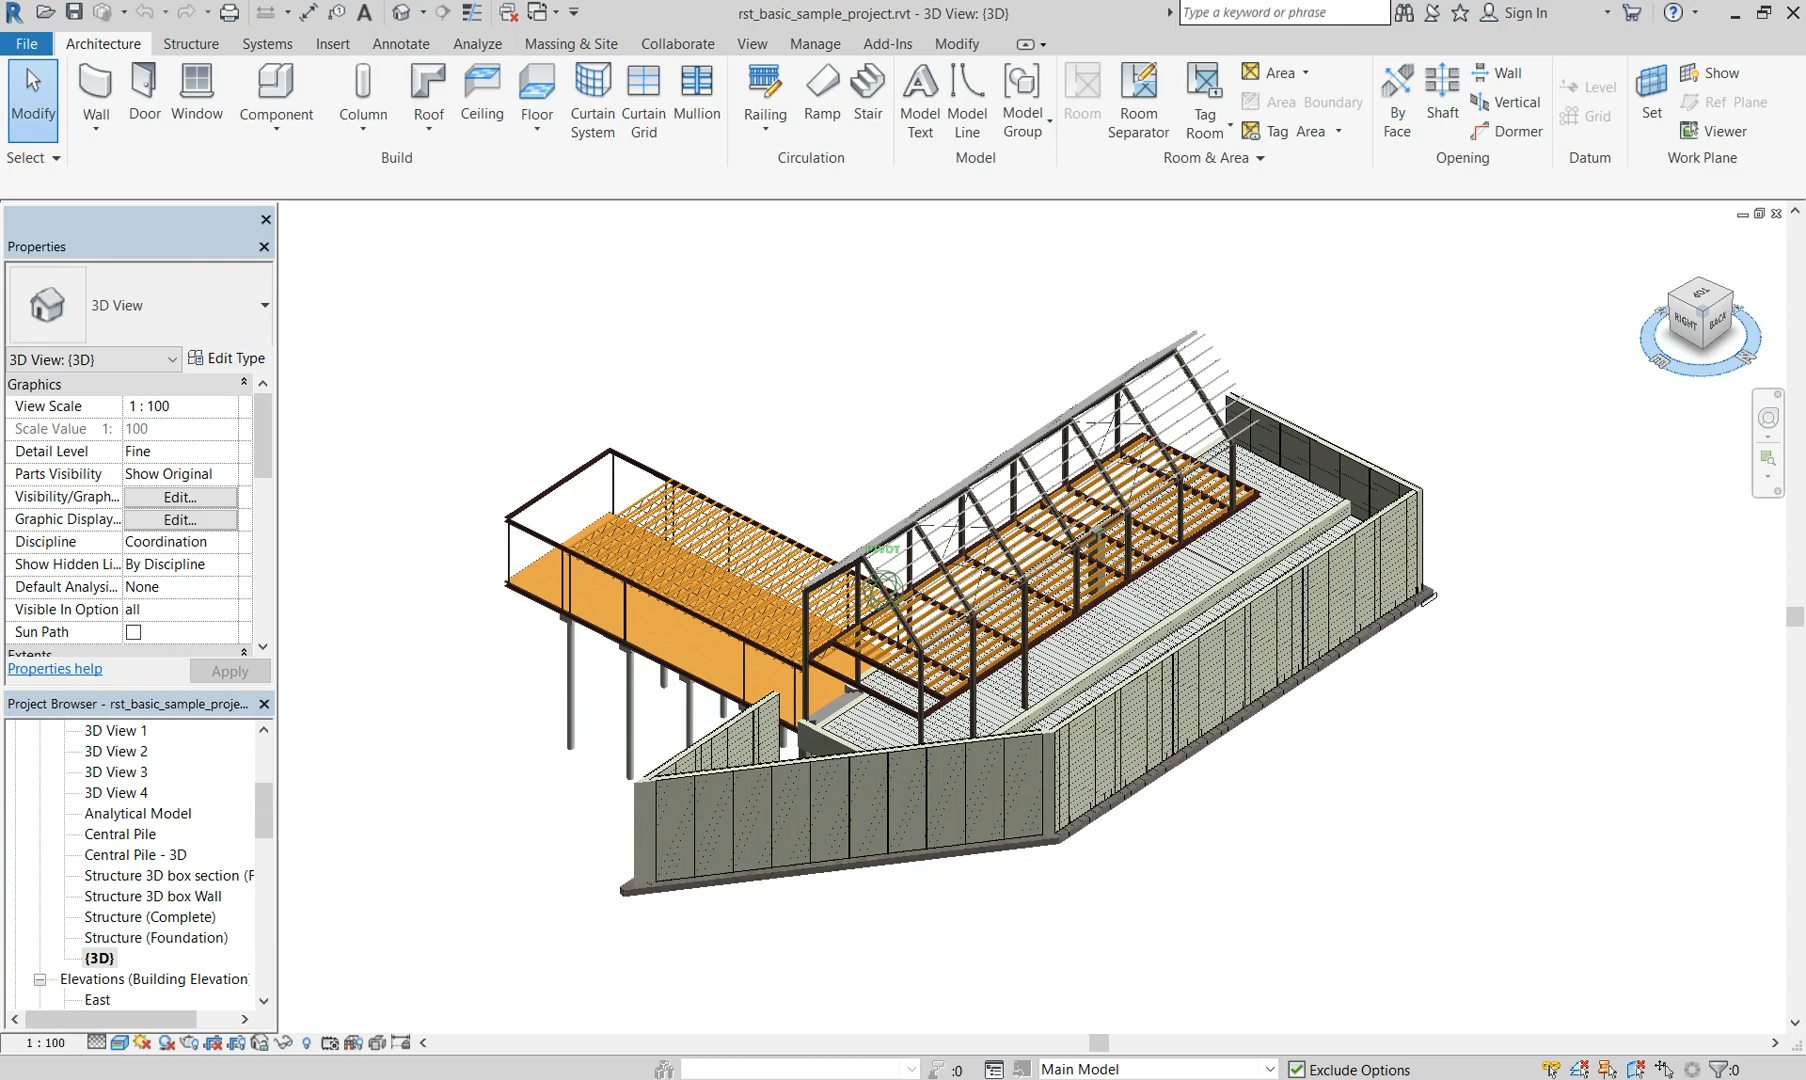 rst_basic_sample_project.rvt - 3D View: {3D}
Type a keyword or phrase
Sign In
File
Architecture
Structure
Systems
Insert
Annotate
Analyze
Massing & Site
Collaborate
View
Manage
Add-Ins
Modify
Modify
Wall
Door
Window
Component
Column
Roof
Ceiling
Floor
Curtain System
Curtain Grid
Mullion
Railing
Ramp
Stair
Model Text
Model Line
Model Group
Room
Room Separator
Tag Room
Area
Area Boundary
Tag Area
By Face
Shaft
Wall
Vertical
Dormer
Level
Grid
Set
Show
Ref Plane
Viewer
Select
Build
Circulation
Model
Room & Area
Opening
Datum
Work Plane
Properties
3D View
3D View: {3D}
Edit Type
Graphics
View Scale 1 : 100
Scale Value 1: 100
Detail Level Fine
Parts Visibility Show Original
Visibility/Graph... Edit...
Graphic Display... Edit...
Discipline Coordination
Show Hidden Li... By Discipline
Default Analysi... None
Visible In Option all
Sun Path
Extents
Properties help
Apply
Project Browser - rst_basic_sample_proje...
3D View 1
3D View 2
3D View 3
3D View 4
Analytical Model
Central Pile
Central Pile - 3D
Structure 3D box section (F
Structure 3D box Wall
Structure (Complete)
Structure (Foundation)
{3D}
Elevations (Building Elevation)
East
PIVOT
TOP
RIGHT
BACK
E
N
1 : 100
:0
Main Model
Exclude Options
:0